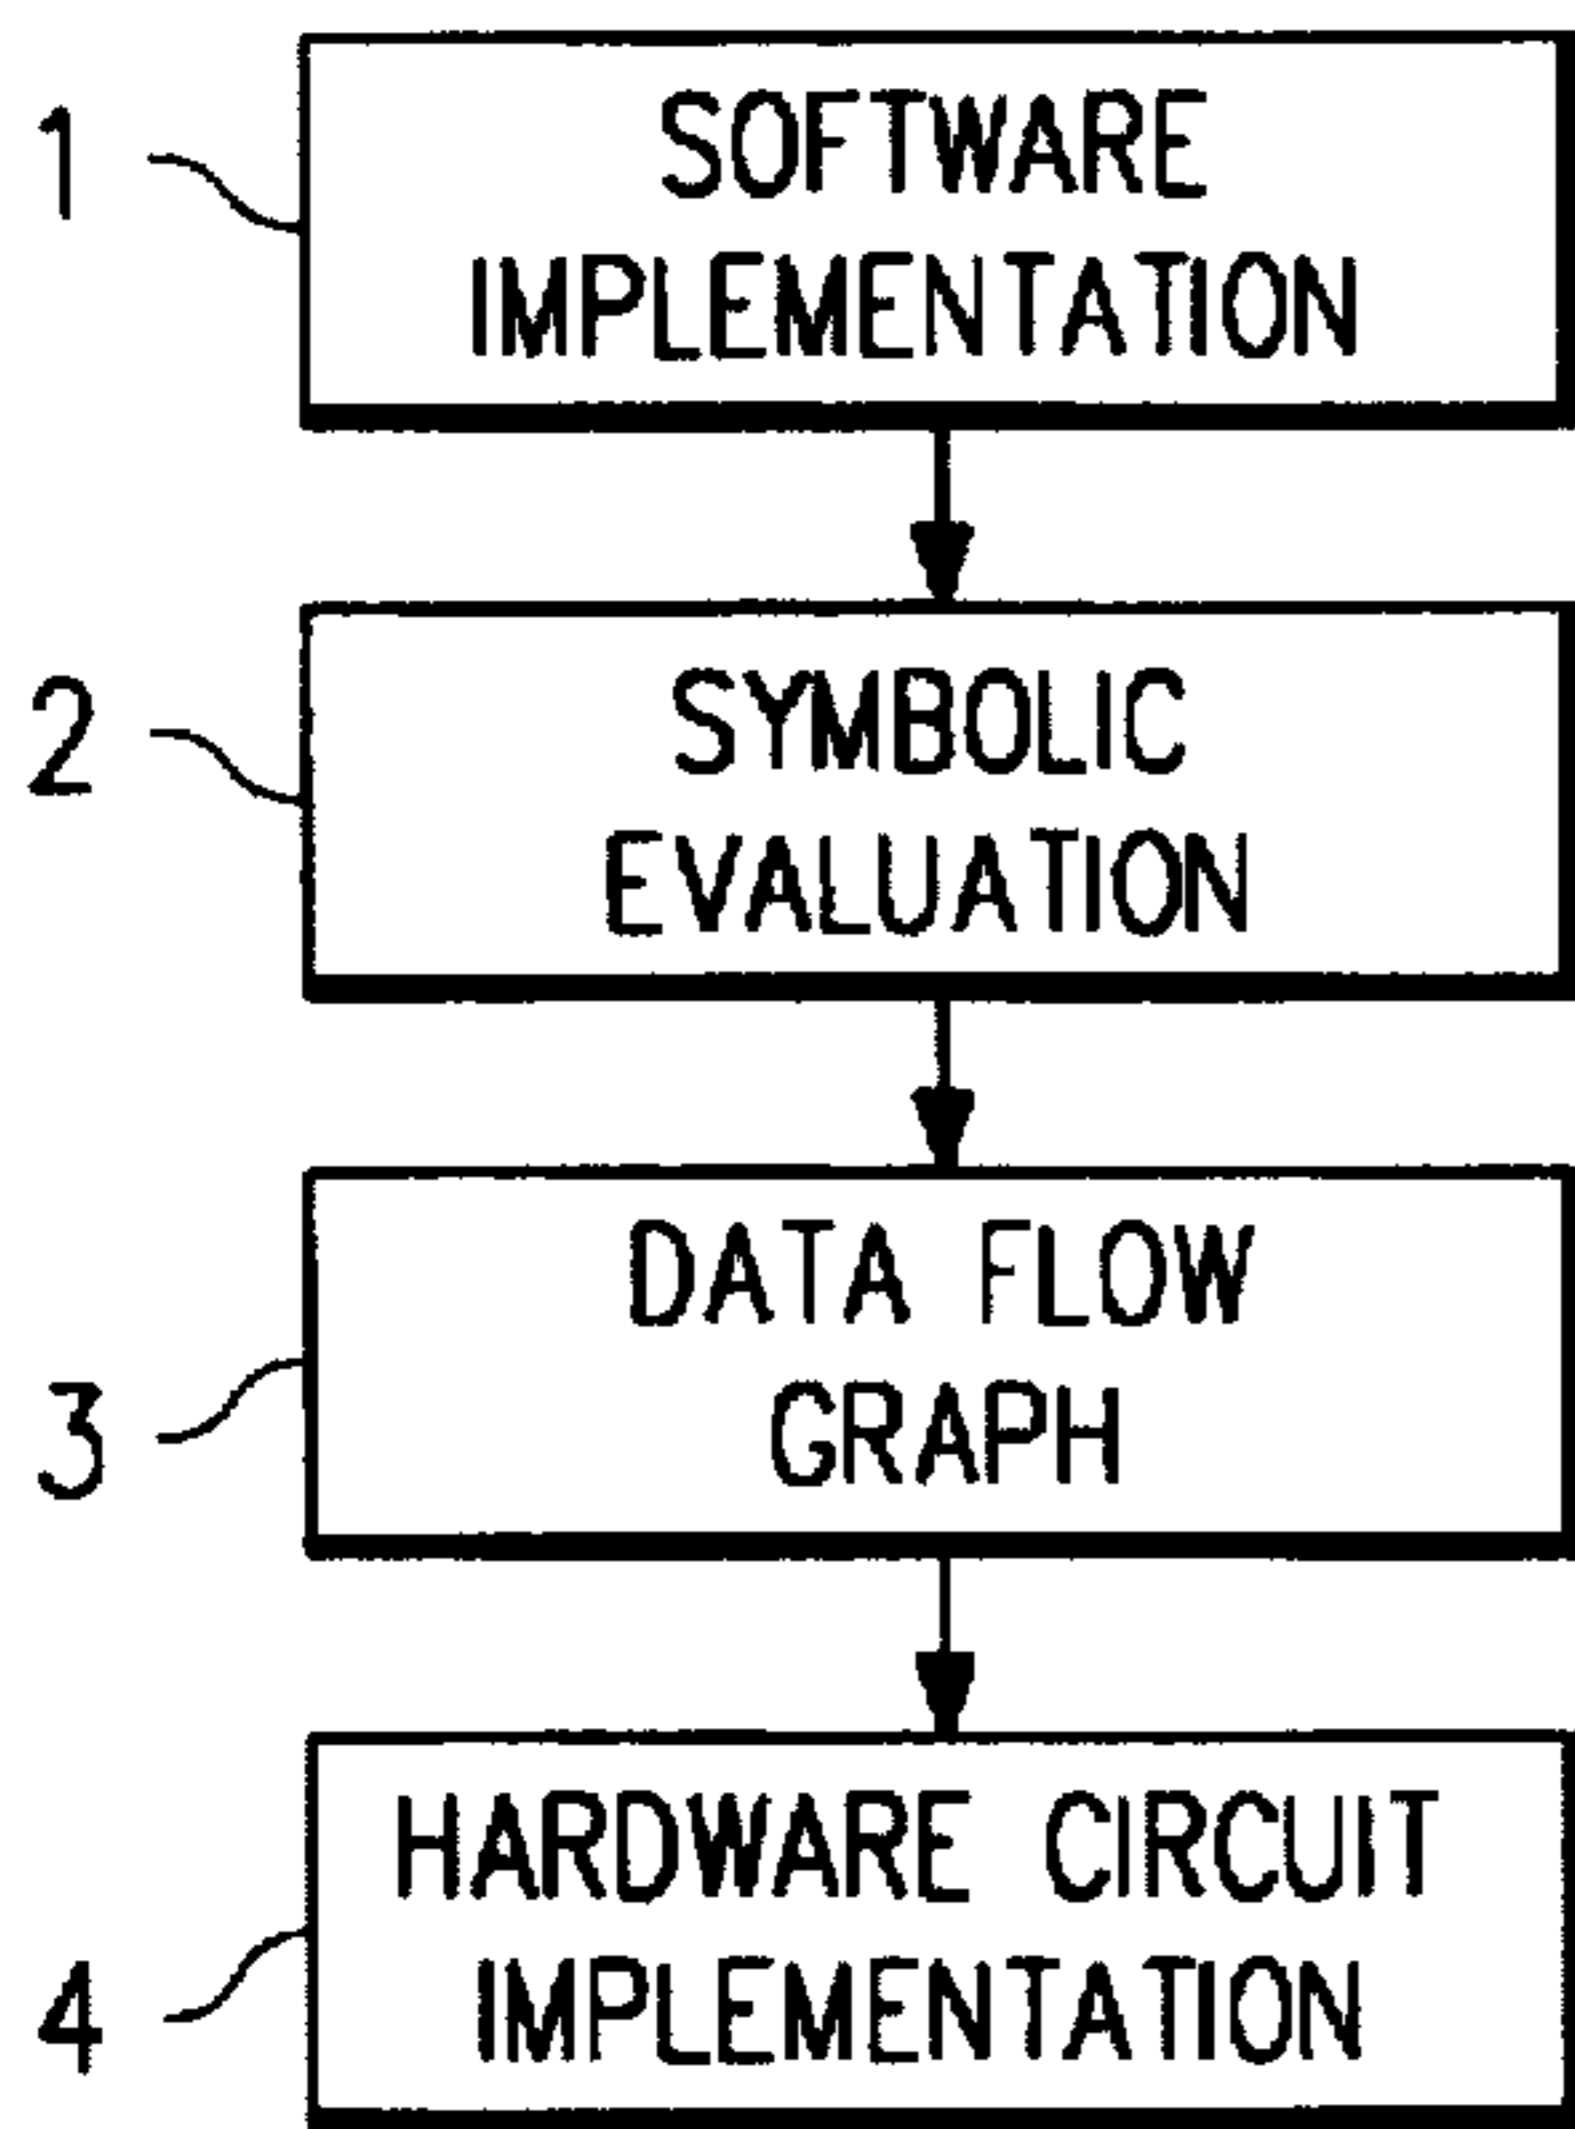 1
SOFTWARE
IMPLEMENTATION
2
SYMBOLIC
EVALUATION
3
DATA FLOW
GRAPH
4
HARDWARE CIRCUIT
IMPLEMENTATION